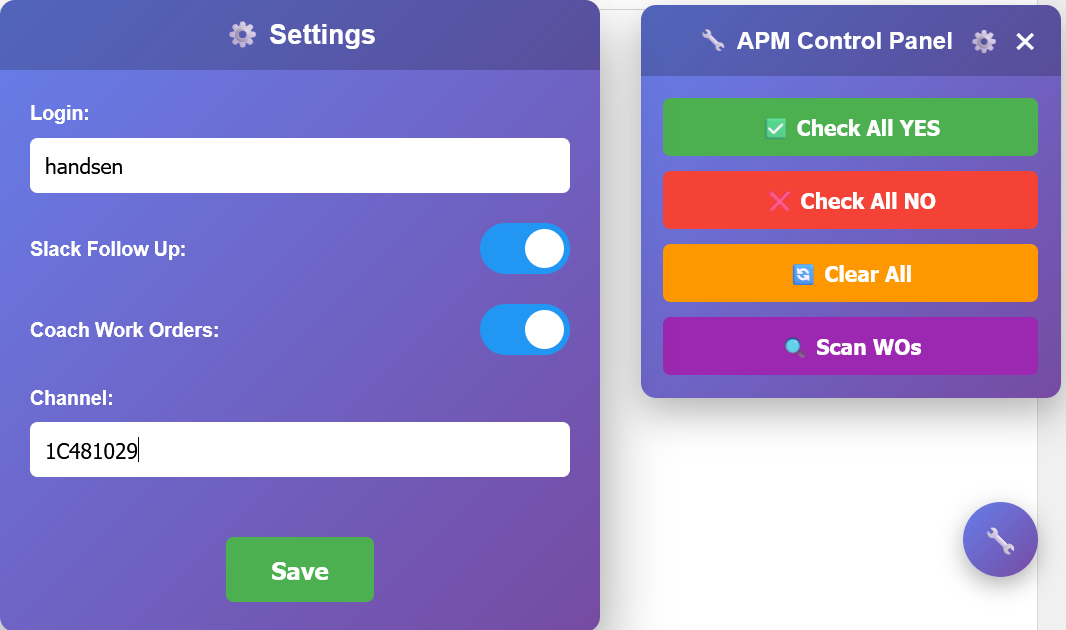 Settings
Login:
handsen
Slack Follow Up:
Coach Work Orders:
Channel:
1C481029
Save
APM Control Panel
Check All YES
Check All NO
Clear All
Scan WOs